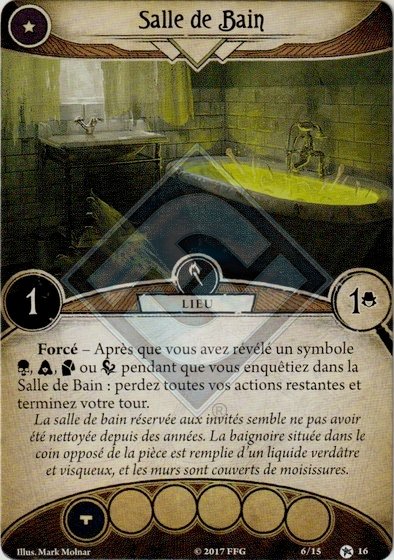 Salle de Bain
1
LIEU
1
Forcé – Après que vous avez révélé un symbole
, , ou pendant que vous enquêtiez dans la
Salle de Bain : perdez toutes vos actions restantes et
terminez votre tour.
La salle de bain réservée aux invités semble ne pas avoir
été nettoyée depuis des années. La baignoire située dans le
coin opposé de la pièce est remplie d'un liquide verdâtre
et visqueux, et les murs sont couverts de moisissures.
Illus. Mark Molnar
© 2017 FFG
6/15
16